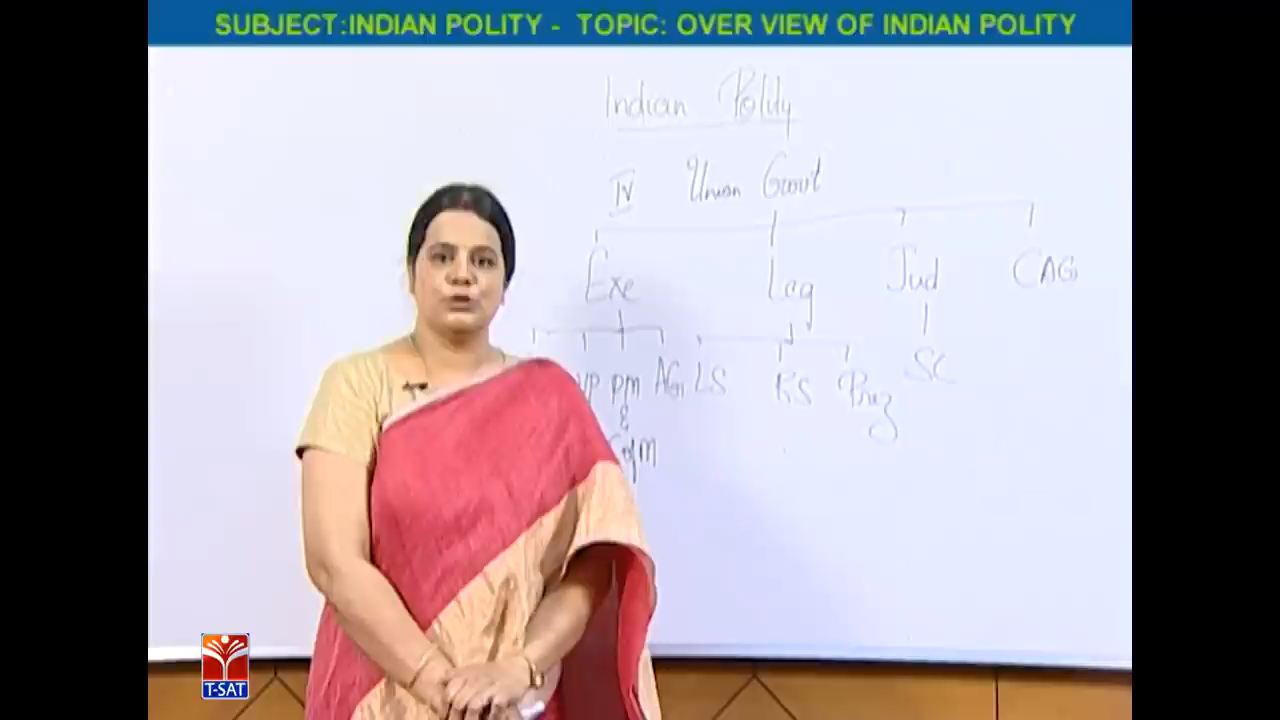 SUBJECT:INDIAN POLITY - TOPIC: OVER VIEW OF INDIAN POLITY
Indian Polity
IV Union Govt
Exe Leg Jud CAG
VP PM AG LS RS Prez SC
&
CofM
T-SAT